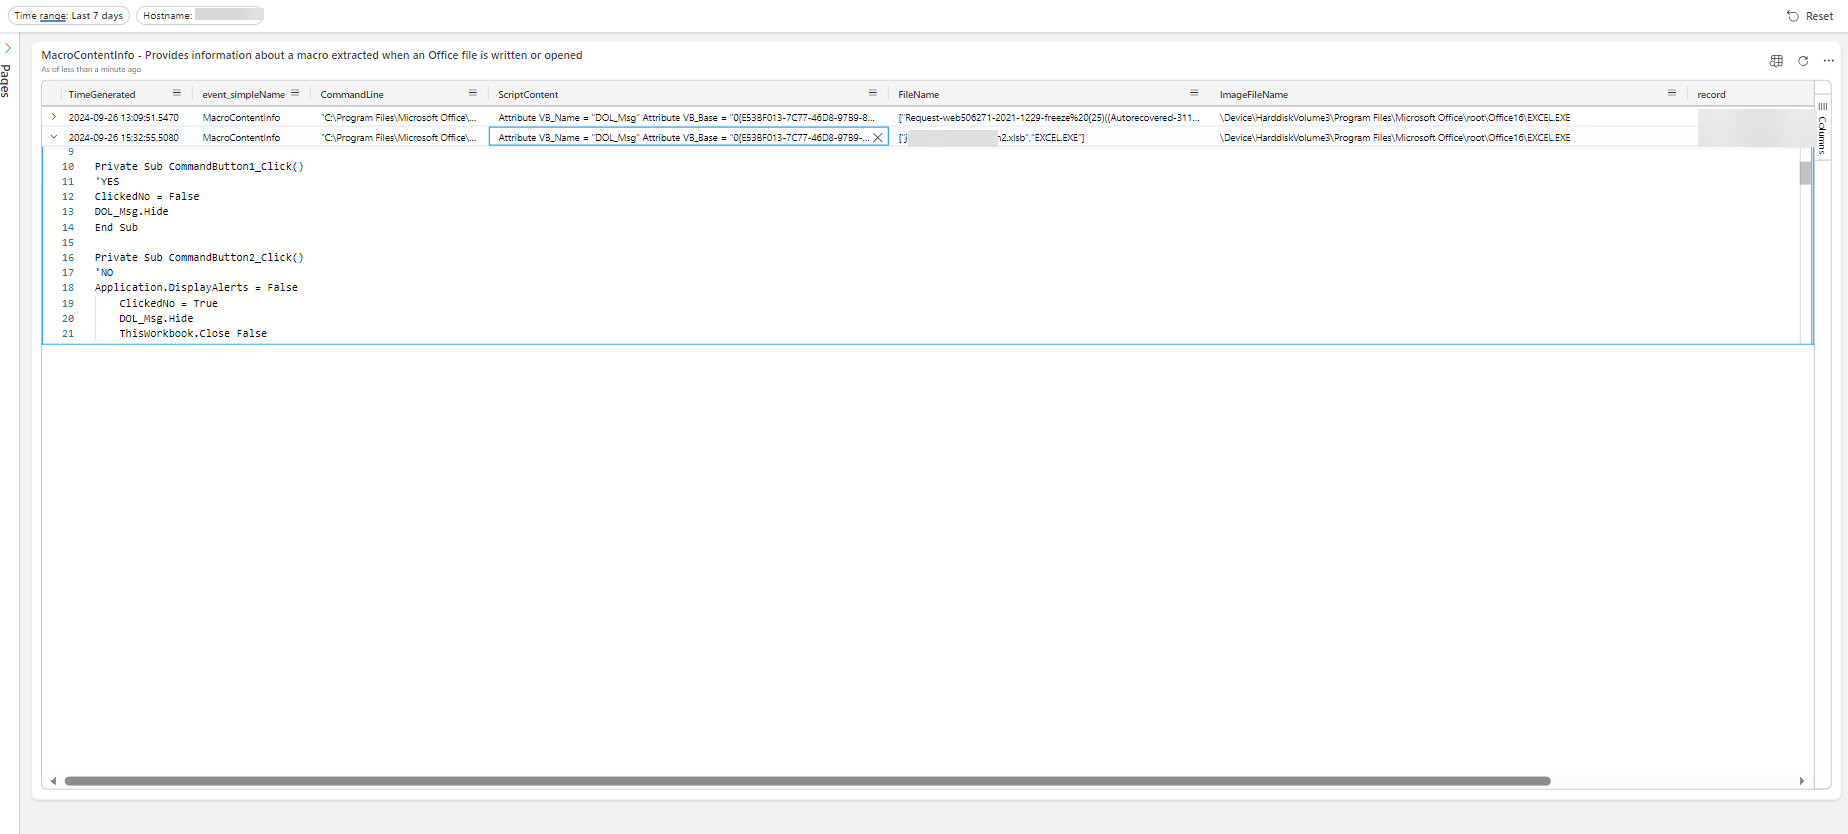 Time range: Last 7 days
Hostname:
Reset
Pages
MacroContentInfo - Provides information about a macro extracted when an Office file is written or opened
As of less than a minute ago
TimeGenerated event_simpleName CommandLine ScriptContent FileName ImageFileName record
2024-09-26 13:09:51.5470 MacroContentInfo "C:\Program Files\Microsoft Office\... Attribute VB_Name = "DOL_Msg" Attribute VB_Base = "0{E53BF013-7C77-46D8-97B9-8... ["Request-web506271-2021-1229-freeze%20(25)((Autorecovered-311... \Device\HarddiskVolume3\Program Files\Microsoft Office\root\Office16\EXCEL.EXE
2024-09-26 15:32:55.5080 MacroContentInfo "C:\Program Files\Microsoft Office\... Attribute VB_Name = "DOL_Msg" Attribute VB_Base = "0{E53BF013-7C77-46D8-97B9-... ["j 2.xlsb","EXCEL.EXE"] \Device\HarddiskVolume3\Program Files\Microsoft Office\root\Office16\EXCEL.EXE
Columns
9
10 Private Sub CommandButton1_Click()
11 'YES
12 ClickedNo = False
13 DOL_Msg.Hide
14 End Sub
15
16 Private Sub CommandButton2_Click()
17 'NO
18 Application.DisplayAlerts = False
19 ClickedNo = True
20 DOL_Msg.Hide
21 ThisWorkbook.Close False